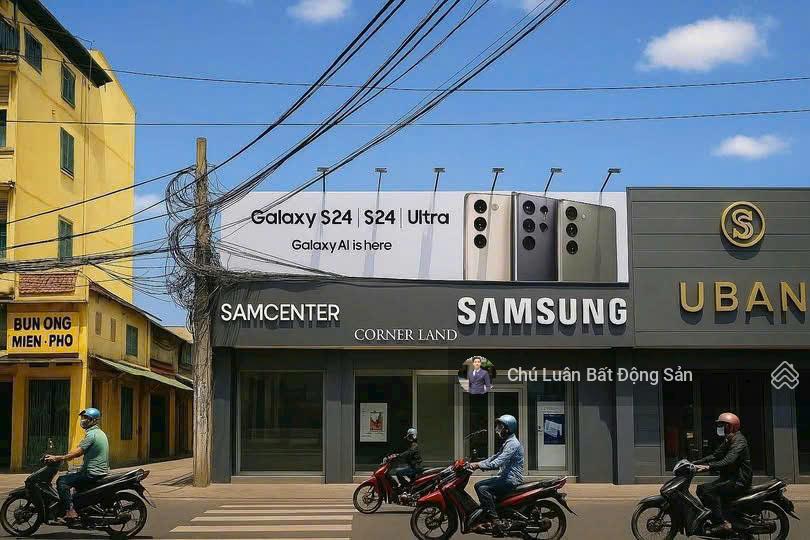 Galaxy S24 | S24 | Ultra
Galaxy AI is here
SAMCENTER
SAMSUNG
CORNER LAND
S
UBAN
BUN ONG
MIEN - PHO
Chú Luân Bất Động Sản